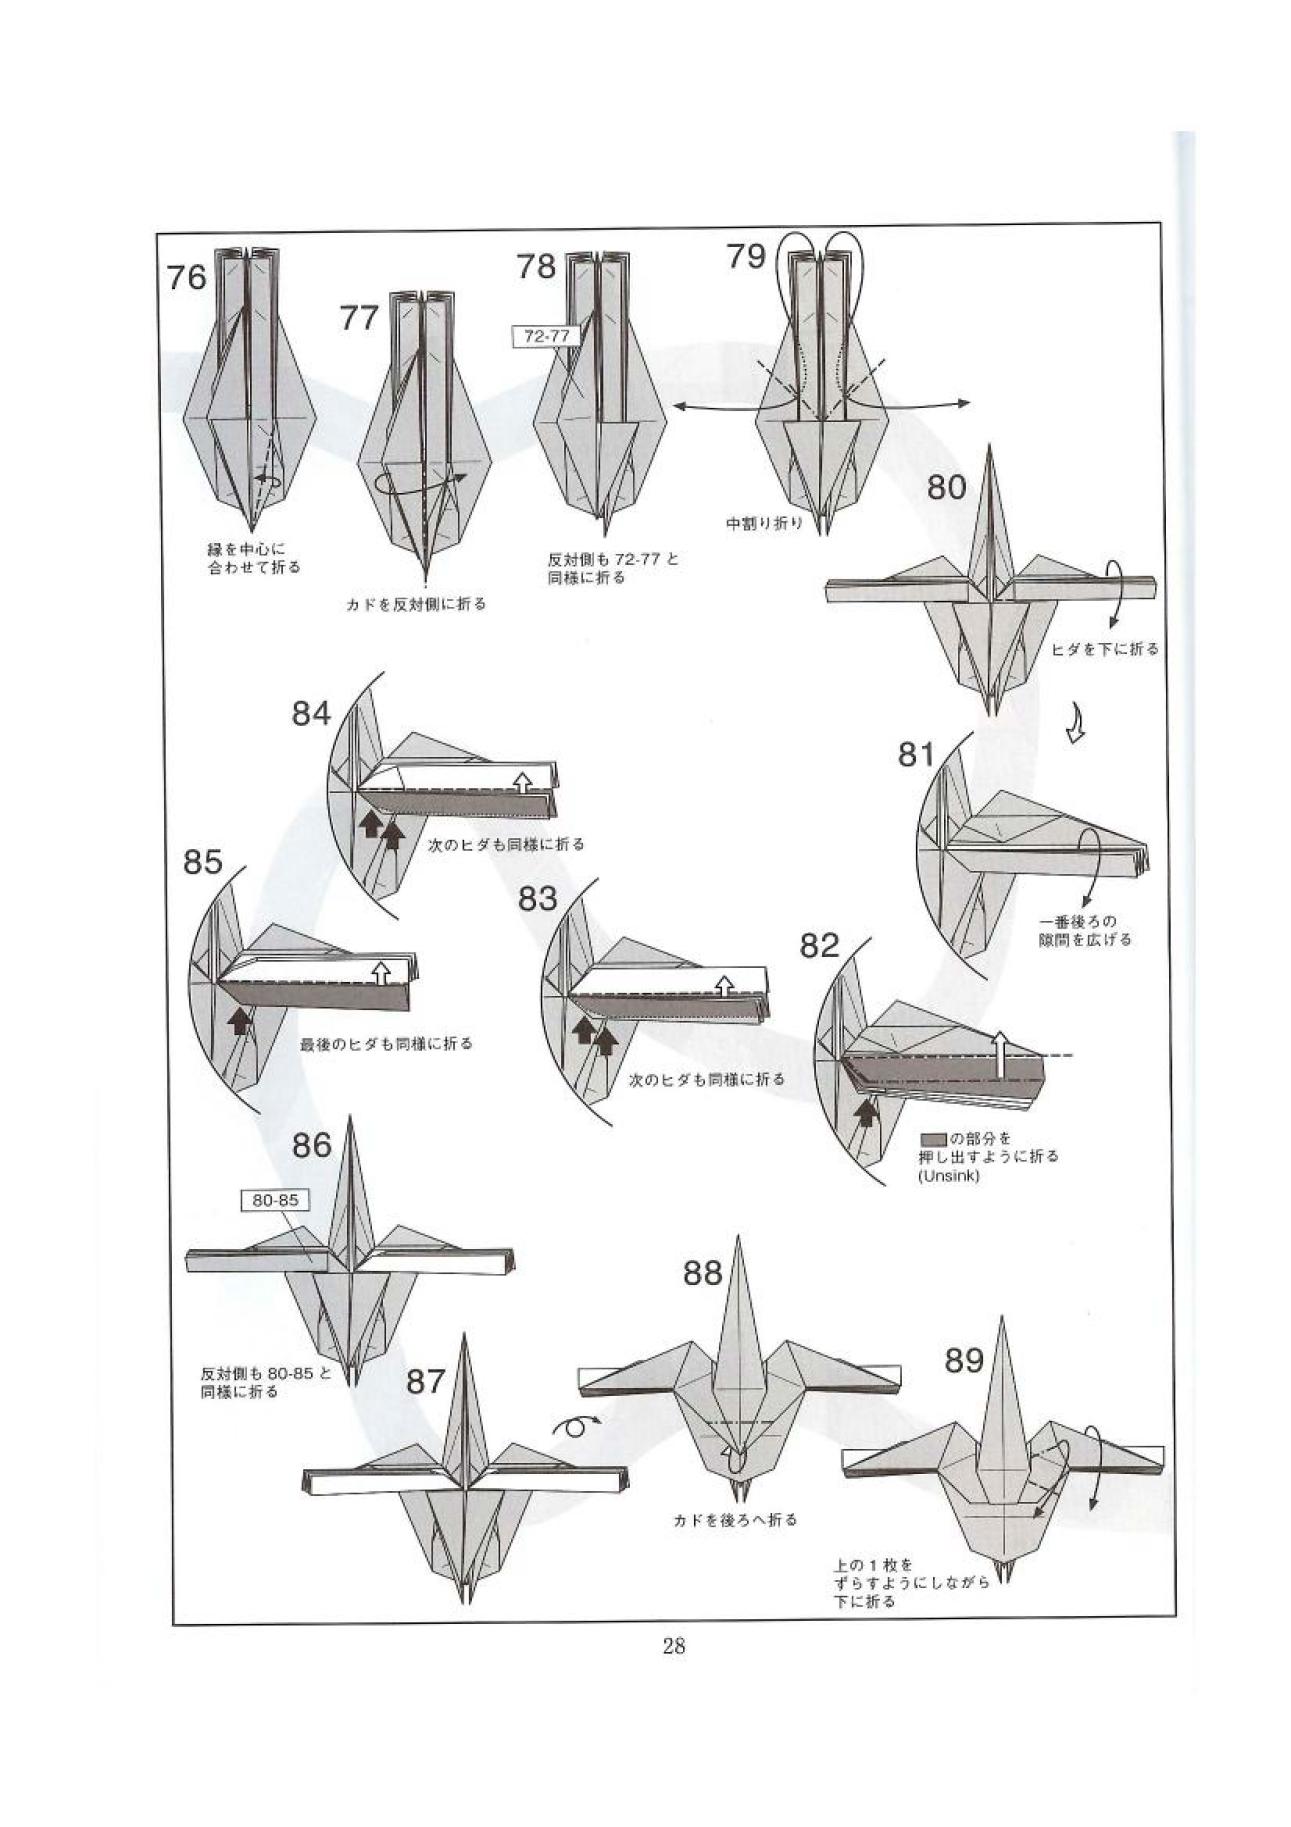 76
縁を中心に
合わせて折る
77
カドを反対側に折る
78
72-77
反対側も 72-77 と
同様に折る
79
中割り折り
80
ヒダを下に折る
81
一番後ろの
隙間を広げる
82
の部分を
押し出すように折る
(Unsink)
83
次のヒダも同様に折る
84
次のヒダも同様に折る
85
最後のヒダも同様に折る
86
80-85
反対側も 80-85 と
同様に折る
87
88
カドを後ろへ折る
89
上の1枚を
ずらすようにしながら
下に折る
28